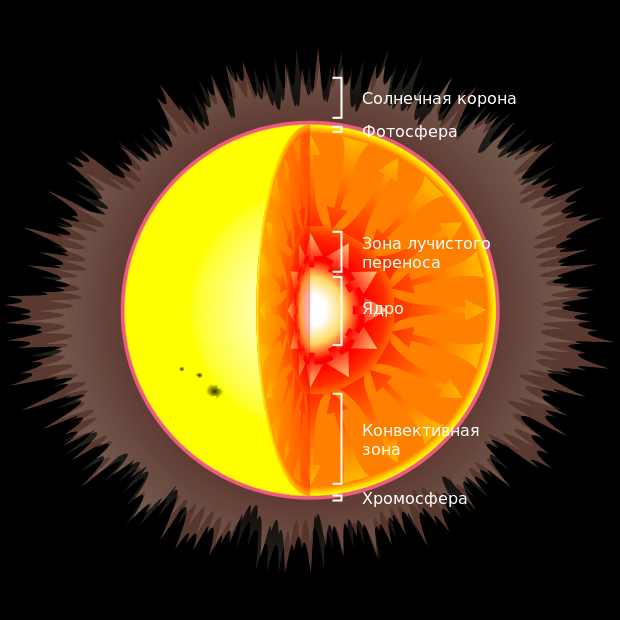 Солнечная корона
Фотосфера
Зона лучистого
переноса
Ядро
Конвективная
зона
Хромосфера